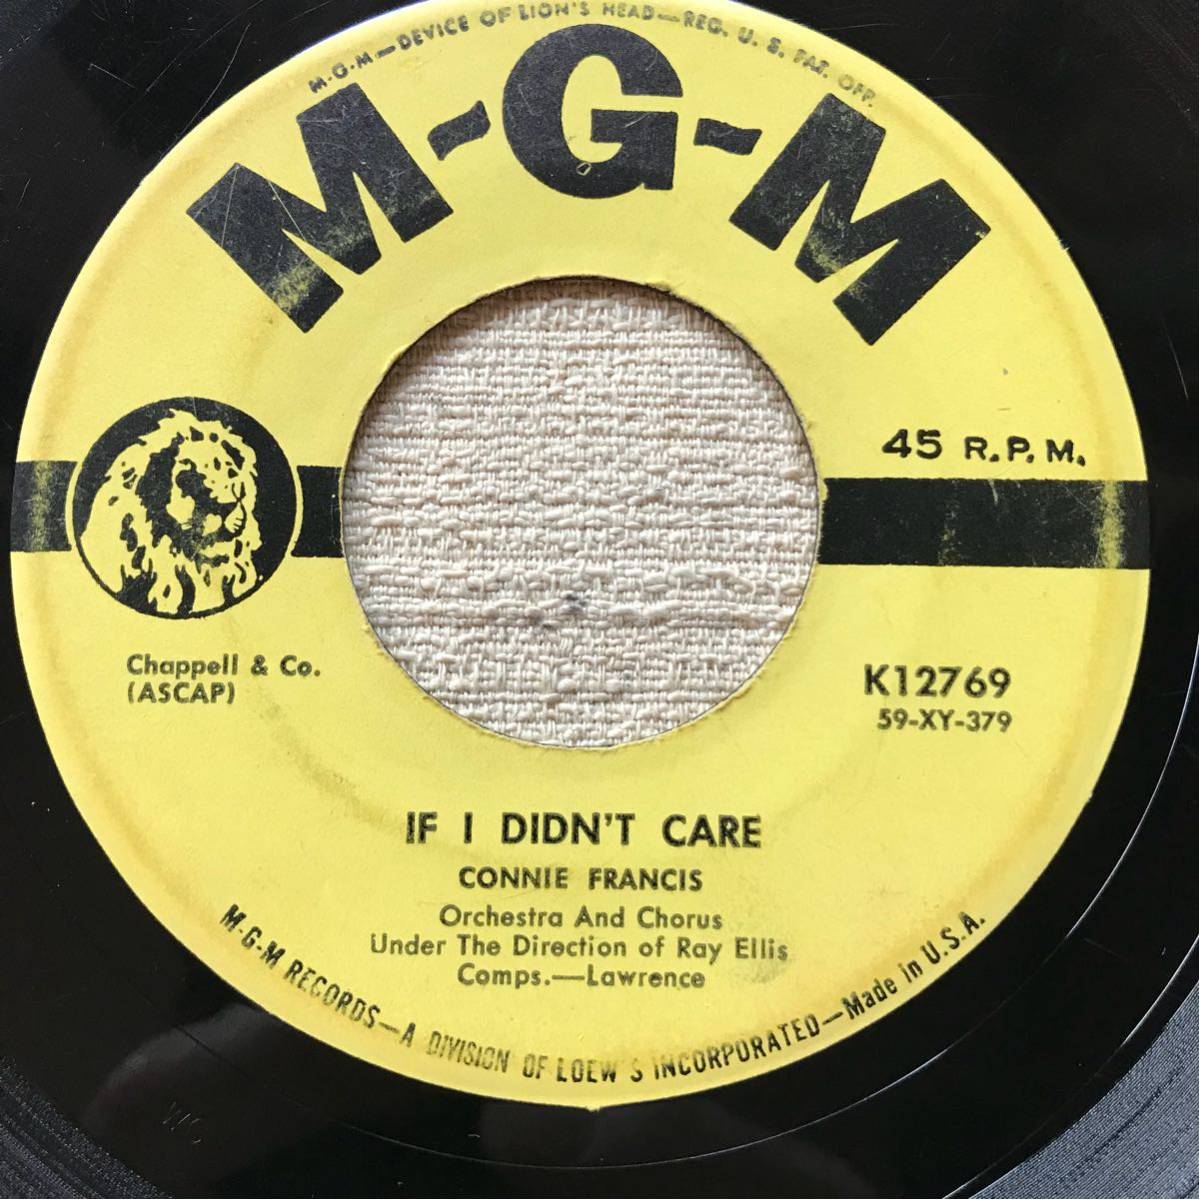 M-G-M—DEVICE OF LION'S HEAD—REG. U. S. PAT. OFF.
M-G-M
45 R.P.M.
Chappell & Co.
(ASCAP)
K12769
59-XY-379
IF I DIDN'T CARE
CONNIE FRANCIS
Orchestra And Chorus
Under The Direction of Ray Ellis
Comps.—Lawrence
M-G-M RECORDS—A DIVISION OF LOEW'S INCORPORATED—Made in U.S.A.